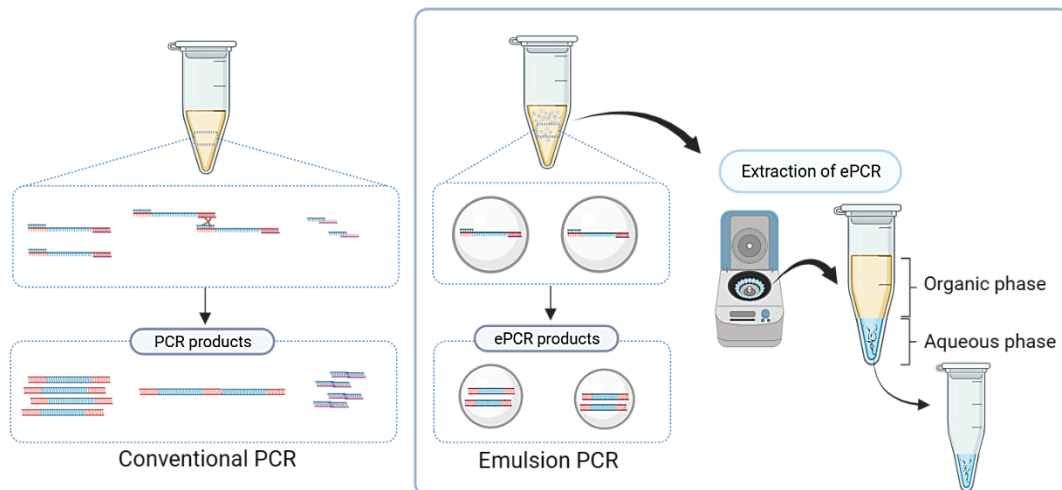 PCR products
Conventional PCR
ePCR products
Emulsion PCR
Extraction of ePCR
Organic phase
Aqueous phase